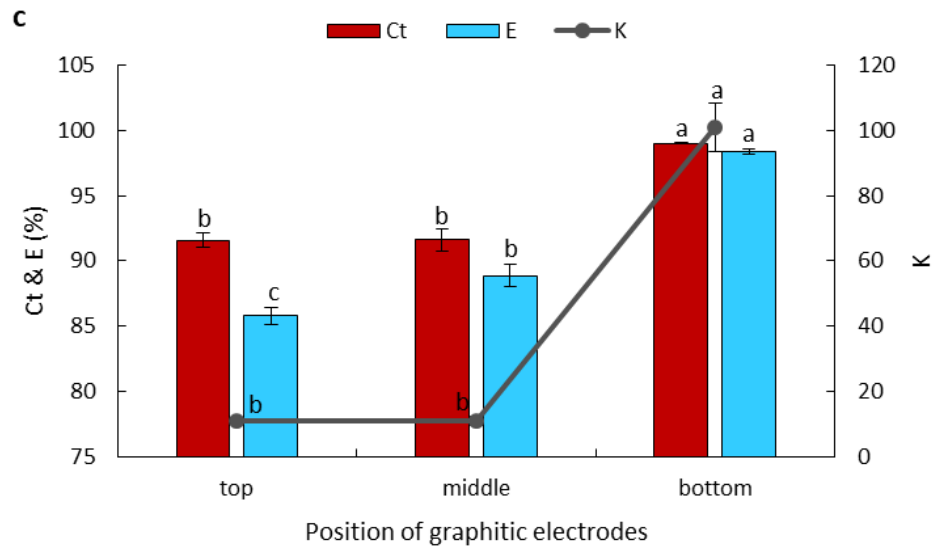 c
Ct E K
105 120
a
100 a a 100
95 b b 80
Ct & E (%) 90 b 60 K
c
85 40
80 b b 20
75 0
top middle bottom
Position of graphitic electrodes